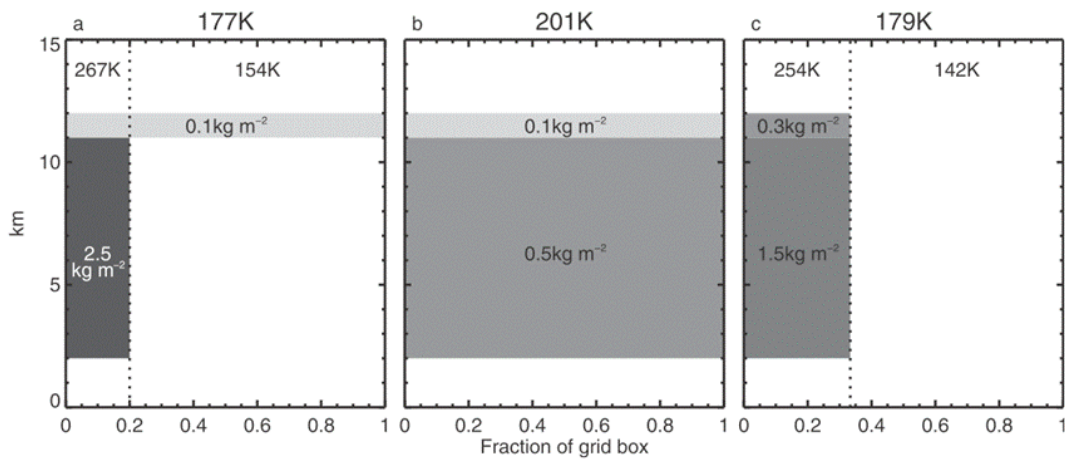 a 177K
b 201K
c 179K
15
10
5
0
km
267K 154K
0.1kg m⁻²
2.5
kg m⁻²
0 0.2 0.4 0.6 0.8 1
0.1kg m⁻²
0.5kg m⁻²
0 0.2 0.4 0.6 0.8 1
254K 142K
0.3kg m⁻²
1.5kg m⁻²
0 0.2 0.4 0.6 0.8 1
Fraction of grid box